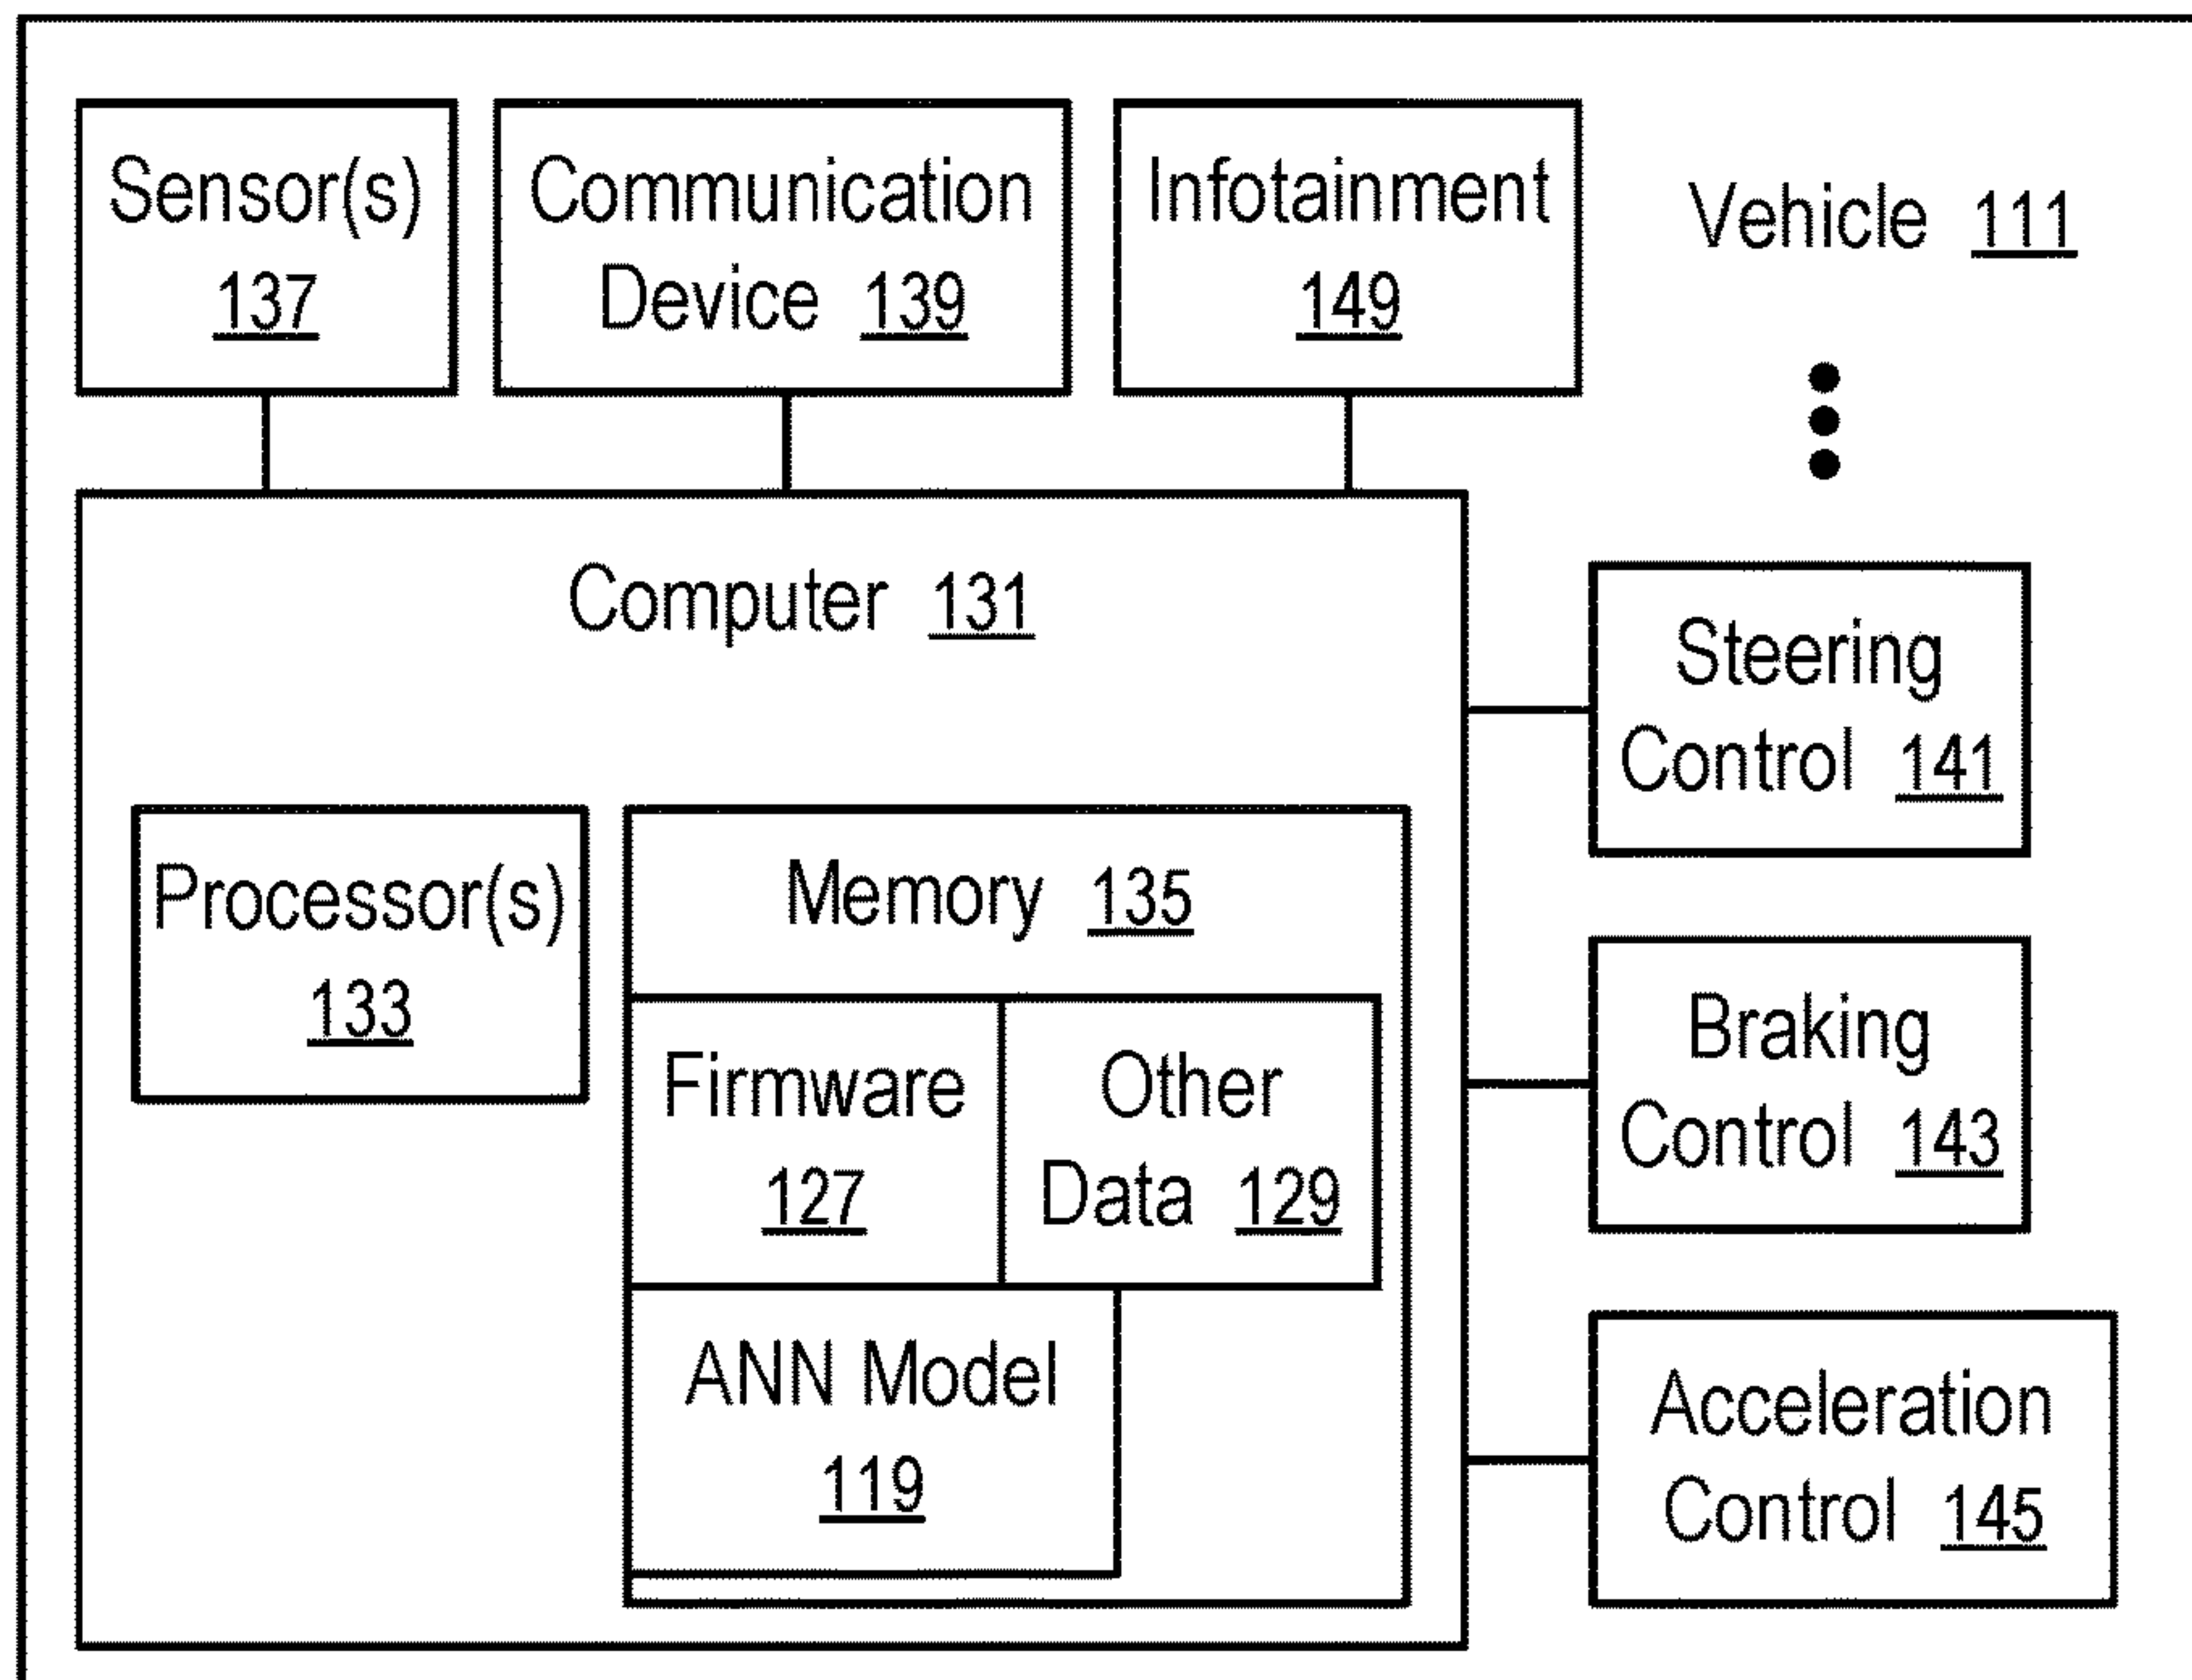 Sensor(s)
137
Communication
Device 139
Infotainment
149
Vehicle 111
Computer 131
Steering
Control 141
Processor(s)
133
Memory 135
Firmware
127
Other
Data 129
ANN Model
119
Braking
Control 143
Acceleration
Control 145